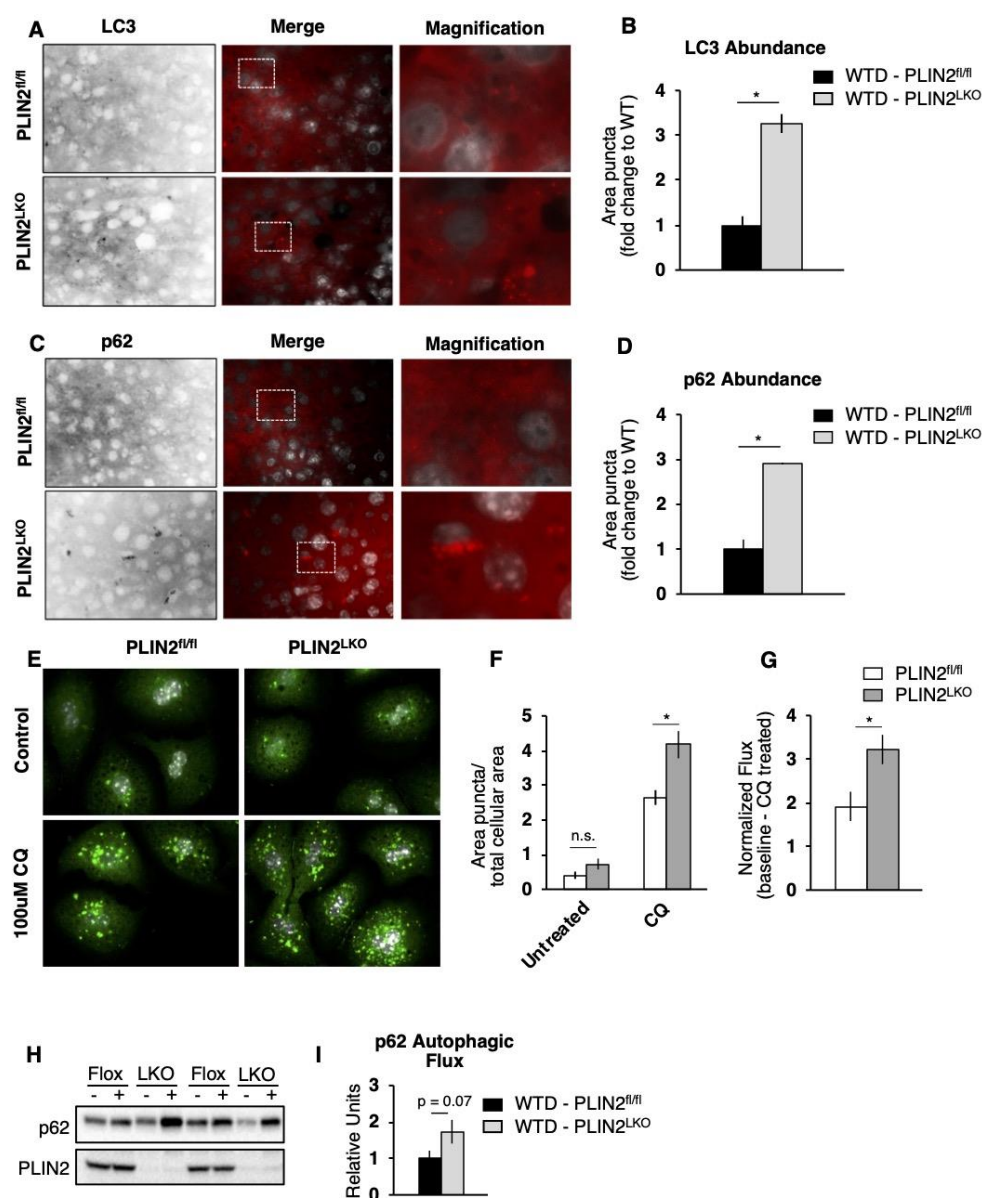 A
LC3
Merge
Magnification
PLIN2fl/fl
PLIN2LKO
B
LC3 Abundance
WTD - PLIN2fl/fl
WTD - PLIN2LKO
Area puncta
(fold change to WT)
4
3
2
1
0
*
C
p62
Merge
Magnification
PLIN2fl/fl
PLIN2LKO
D
p62 Abundance
WTD - PLIN2fl/fl
WTD - PLIN2LKO
Area puncta
(fold change to WT)
4
3
2
1
0
*
E
PLIN2fl/fl
PLIN2LKO
Control
100uM CQ
F
Area puncta/
total cellular area
5
4
3
2
1
0
n.s.
*
Untreated
CQ
G
PLIN2fl/fl
PLIN2LKO
Normalized Flux
(baseline - CQ treated)
4
3
2
1
0
*
H
Flox LKO Flox LKO
- + - + - + - +
p62
PLIN2
I
p62 Autophagic
Flux
Relative Units
3
2
1
0
p = 0.07
WTD - PLIN2fl/fl
WTD - PLIN2LKO